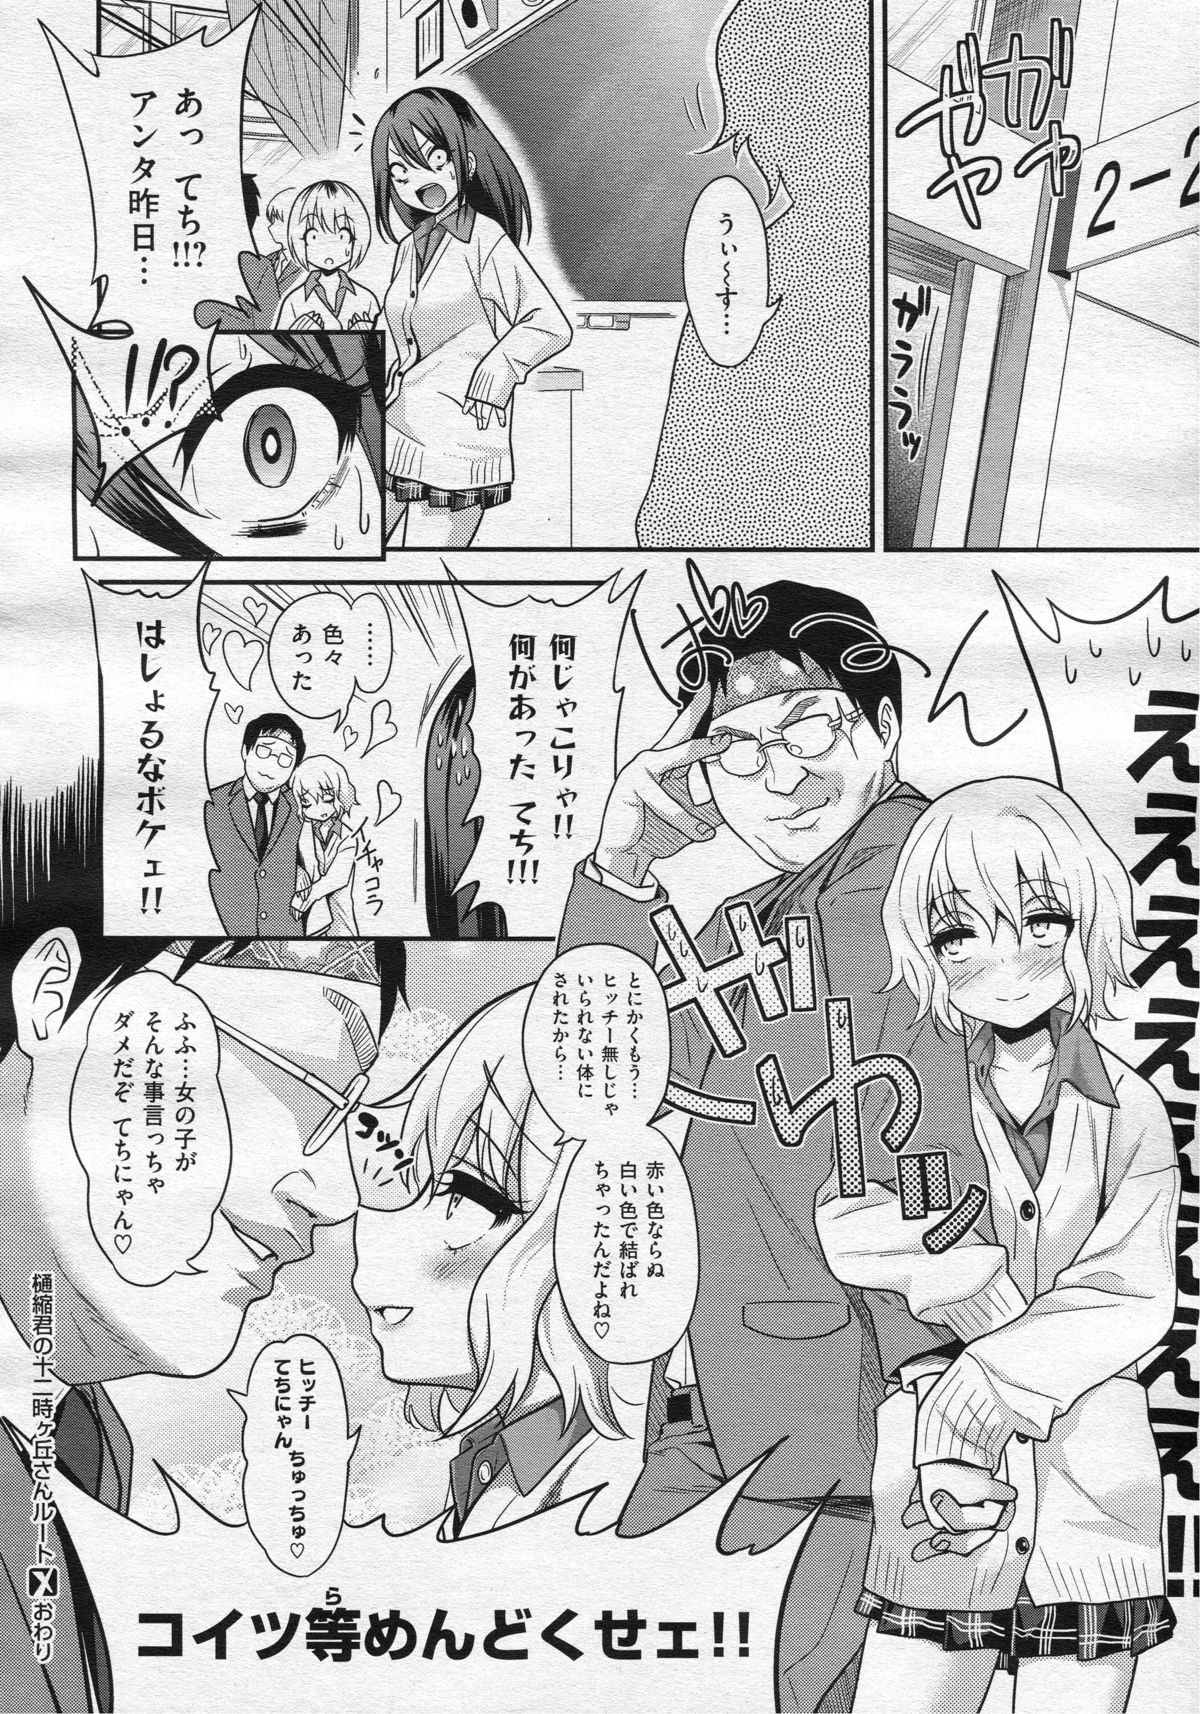 2-2
ガヤ
ガヤ
ガララッ
うぃ〜す…
あっ てち!!?
アンタ昨日…
!!?
ええええええええええ!!
ギュウッ
何じゃこりゃ!!
何があった てち!!!
……
色々
あった
イチャコラ
はしょるなボケェ!!
とにかくもう…
ヒッチー無しじゃ
いられない体に
されたから…
赤い色ならぬ
白い色で結ばれ
ちゃったんだよね♡
コツン
ふふ…女の子が
そんな事言っちゃ
ダメだぞ てちにゃん♡
ヒッチー
てちにゃん ちゅっちゅ♡
コイツ等めんどくせェ!!
ら
樋縮君の十二時ヶ丘さんルート X おわり